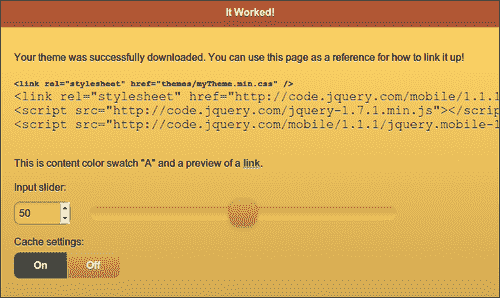 It Worked!
Your theme was successfully downloaded. You can use this page as a reference for how to link it up!
<link rel="stylesheet" href="themes/myTheme.min.css" />
<link rel="stylesheet" href="http://code.jquery.com/mobile/1.1.1
<script src="http://code.jquery.com/jquery-1.7.1.min.js"></scrip
<script src="http://code.jquery.com/mobile/1.1.1/jquery.mobile-1
This is content color swatch "A" and a preview of a link.
Input slider:
50
Cache settings:
On Off